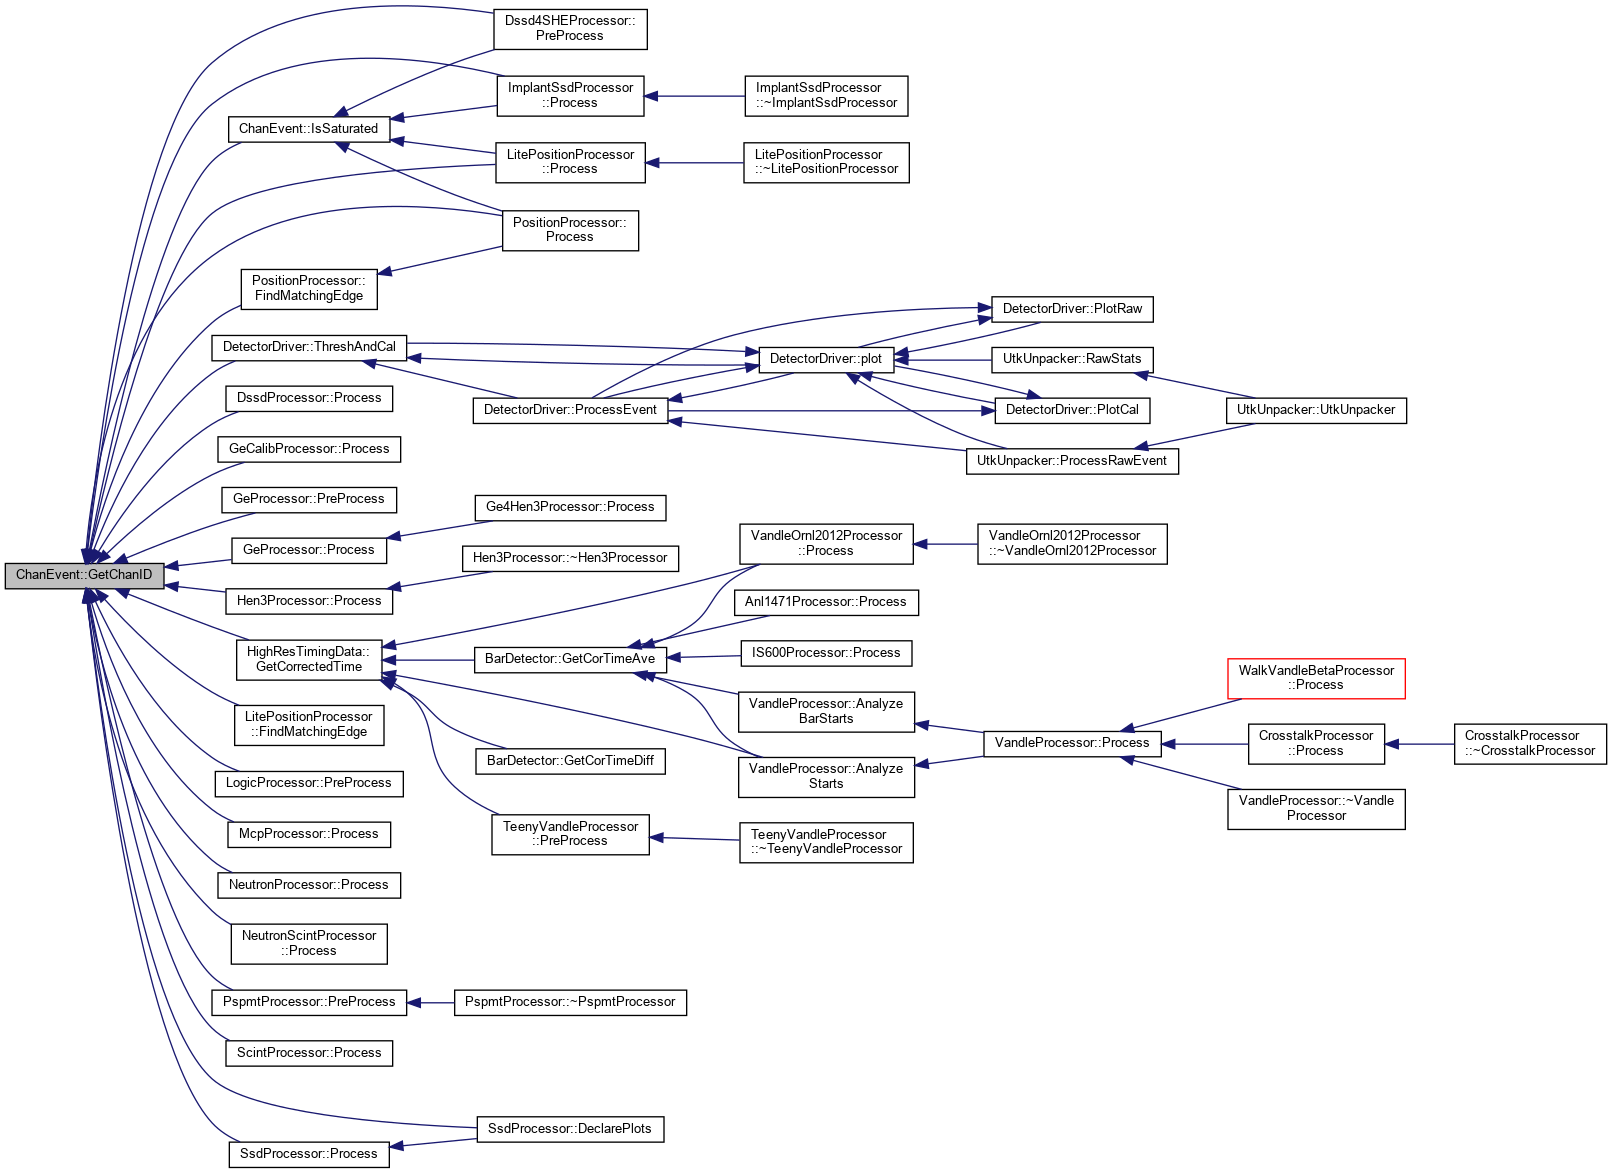 Dssd4SHEProcessor::
PreProcess
ImplantSsdProcessor
::Process
ImplantSsdProcessor
::~ImplantSsdProcessor
ChanEvent::IsSaturated
LitePositionProcessor
::Process
LitePositionProcessor
::~LitePositionProcessor
PositionProcessor::
Process
PositionProcessor::
FindMatchingEdge
DetectorDriver::PlotRaw
DetectorDriver::ThreshAndCal
DetectorDriver::plot
UtkUnpacker::RawStats
DssdProcessor::Process
DetectorDriver::ProcessEvent
DetectorDriver::PlotCal
UtkUnpacker::UtkUnpacker
GeCalibProcessor::Process
UtkUnpacker::ProcessRawEvent
GeProcessor::PreProcess
Ge4Hen3Processor::Process
GeProcessor::Process
VandleOrnl2012Processor
::Process
VandleOrnl2012Processor
::~VandleOrnl2012Processor
Hen3Processor::~Hen3Processor
ChanEvent::GetChanID
Hen3Processor::Process
Anl1471Processor::Process
HighResTimingData::
GetCorrectedTime
BarDetector::GetCorTimeAve
IS600Processor::Process
WalkVandleBetaProcessor
::Process
LitePositionProcessor
::FindMatchingEdge
VandleProcessor::Analyze
BarStarts
VandleProcessor::Process
CrosstalkProcessor
::Process
CrosstalkProcessor
::~CrosstalkProcessor
BarDetector::GetCorTimeDiff
VandleProcessor::Analyze
Starts
LogicProcessor::PreProcess
VandleProcessor::~Vandle
Processor
McpProcessor::Process
TeenyVandleProcessor
::PreProcess
TeenyVandleProcessor
::~TeenyVandleProcessor
NeutronProcessor::Process
NeutronScintProcessor
::Process
PspmtProcessor::PreProcess
PspmtProcessor::~PspmtProcessor
ScintProcessor::Process
SsdProcessor::DeclarePlots
SsdProcessor::Process